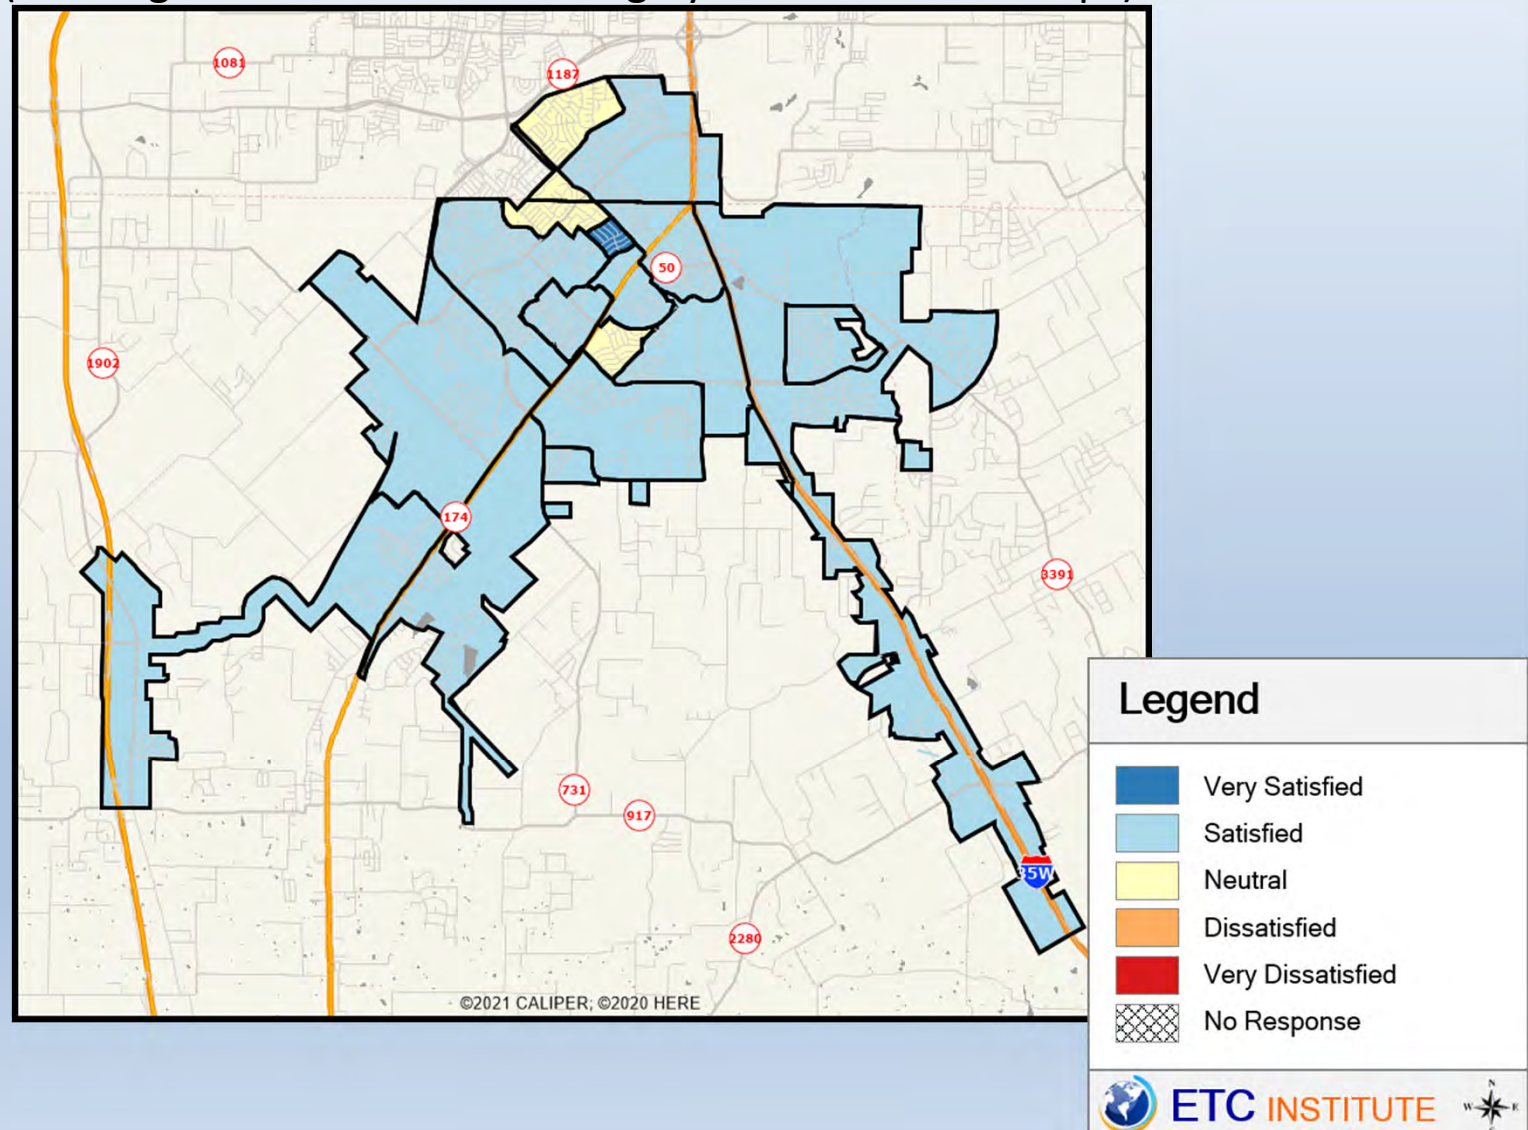 1081
1187
50
1902
174
3391
731
917
35W
2280
©2021 CALIPER; ©2020 HERE
Legend
Very Satisfied
Satisfied
Neutral
Dissatisfied
Very Dissatisfied
No Response
ETC INSTITUTE
N
W E